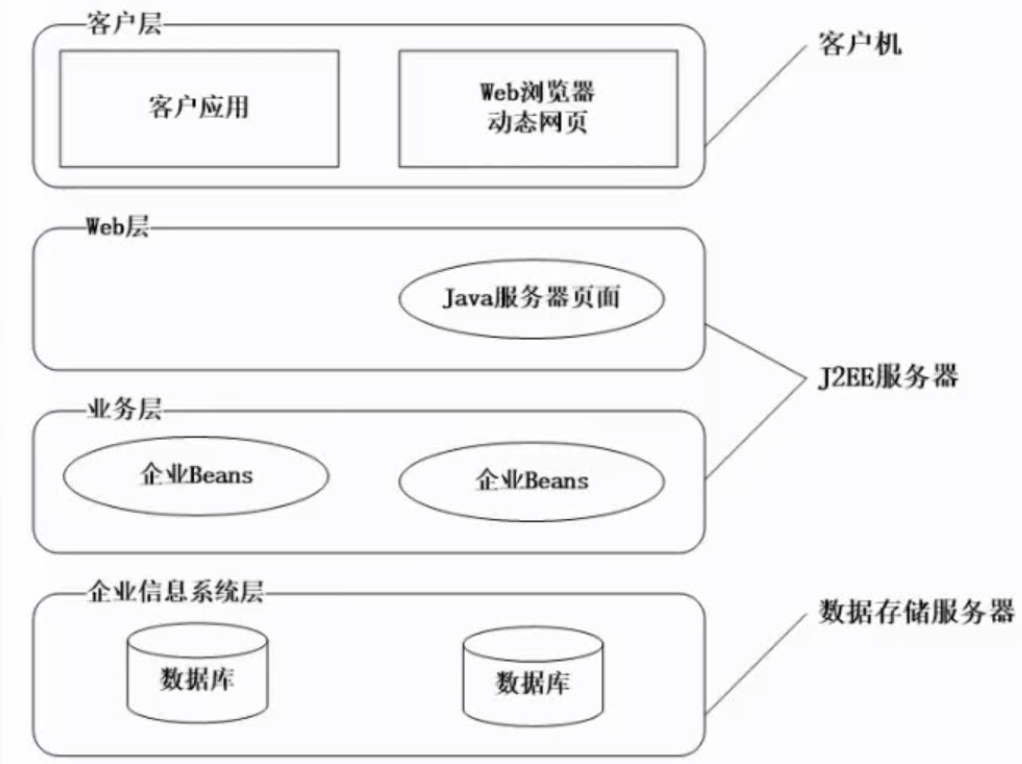 客户层
客户应用
Web浏览器
动态网页
客户机
Web层
Java服务器页面
J2EE服务器
业务层
企业Beans
企业Beans
企业信息系统层
数据库
数据库
数据存储服务器